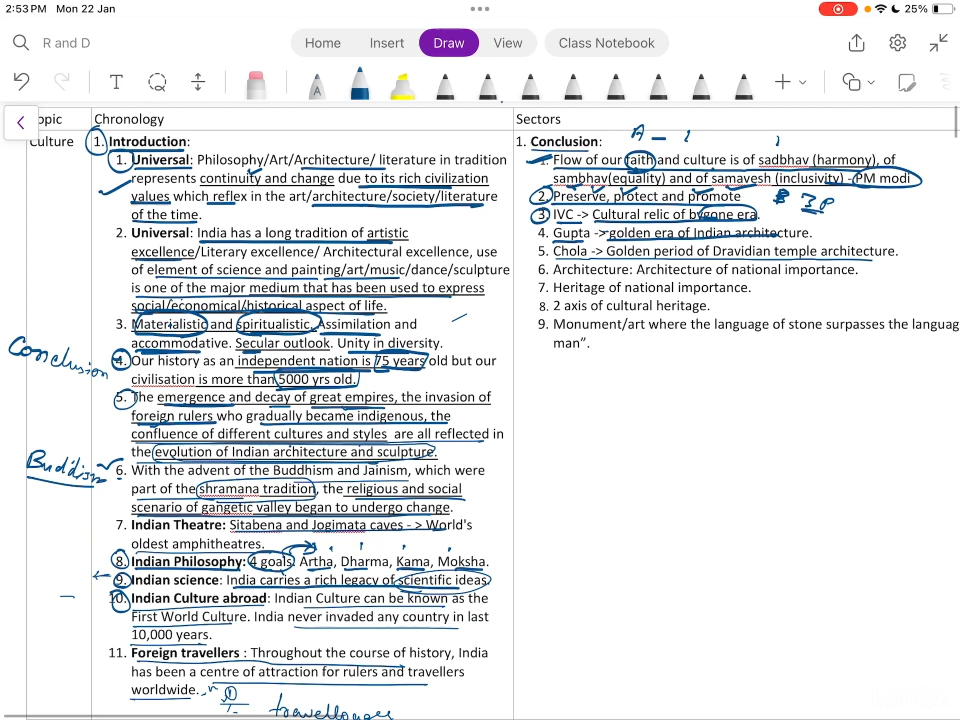 2:53 PM Mon 22 Jan
25%
R and D
Home Insert Draw View Class Notebook
T
A
opic
Chronology
Sectors
Culture
1. Introduction:
1. Universal: Philosophy/Art/Architecture/ literature in tradition
represents continuity and change due to its rich civilization
values which reflex in the art/architecture/society/literature
of the time.
2. Universal: India has a long tradition of artistic
excellence/Literary excellence/ Architectural excellence, use
of element of science and painting/art/music/dance/sculpture
is one of the major medium that has been used to express
social/economical/historical aspect of life.
3. Materialistic and spiritualistic. Assimilation and
accommodative. Secular outlook. Unity in diversity.
Conclusion
4. Our history as an independent nation is 75 years old but our
civilisation is more than 5000 yrs old.
5. The emergence and decay of great empires, the invasion of
foreign rulers who gradually became indigenous, the
confluence of different cultures and styles are all reflected in
the evolution of Indian architecture and sculpture.
Buddism
6. With the advent of the Buddhism and Jainism, which were
part of the shramana tradition, the religious and social
scenario of gangetic valley began to undergo change.
7. Indian Theatre: Sitabena and Jogimata caves - > World's
oldest amphitheatres.
8. Indian Philosophy: 4 goals: Artha, Dharma, Kama, Moksha.
9. Indian science: India carries a rich legacy of scientific ideas.
10. Indian Culture abroad: Indian Culture can be known as the
First World Culture. India never invaded any country in last
10,000 years.
11. Foreign travellers : Throughout the course of history, India
has been a centre of attraction for rulers and travellers
worldwide.
1. Conclusion:
A
1. Flow of our faith and culture is of sadbhav (harmony), of
sambhav(equality) and of samavesh (inclusivity) - PM modi
2. Preserve, protect and promote
3P
3. IVC -> Cultural relic of bygone era.
4. Gupta -> golden era of Indian architecture.
5. Chola -> Golden period of Dravidian temple architecture.
6. Architecture: Architecture of national importance.
7. Heritage of national importance.
8. 2 axis of cultural heritage.
9. Monument/art where the language of stone surpasses the languag
man”.